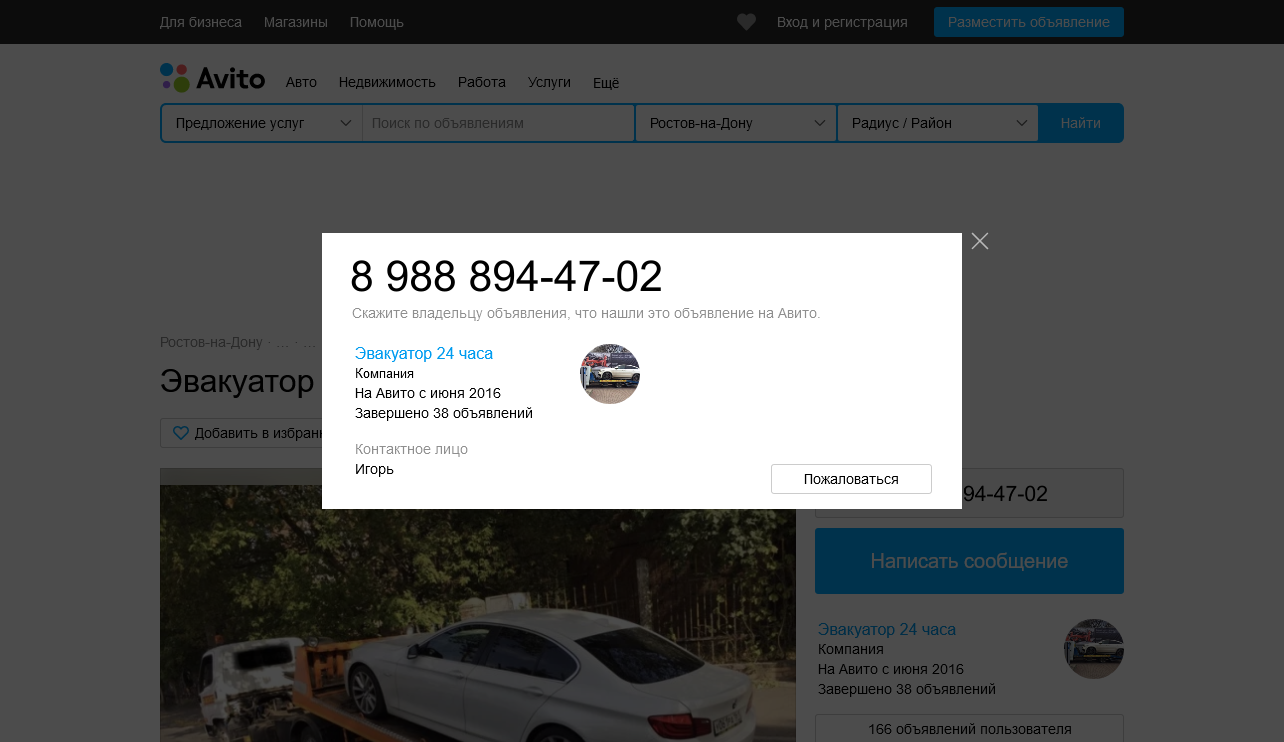 Для бизнеса Магазины Помощь Вход и регистрация Разместить объявление
Avito Авто Недвижимость Работа Услуги Ещё
Предложение услуг Поиск по объявлениям Ростов-на-Дону Радиус / Район Найти
8 988 894-47-02
Скажите владельцу объявления, что нашли это объявление на Авито.
Эвакуатор 24 часа
Компания
На Авито с июня 2016
Завершено 38 объявлений
Контактное лицо
Игорь
Пожаловаться
Ростов-на-Дону · ... · ...
Эвакуатор
Добавить в избранн
94-47-02
Написать сообщение
Эвакуатор 24 часа
Компания
На Авито с июня 2016
Завершено 38 объявлений
166 объявлений пользователя